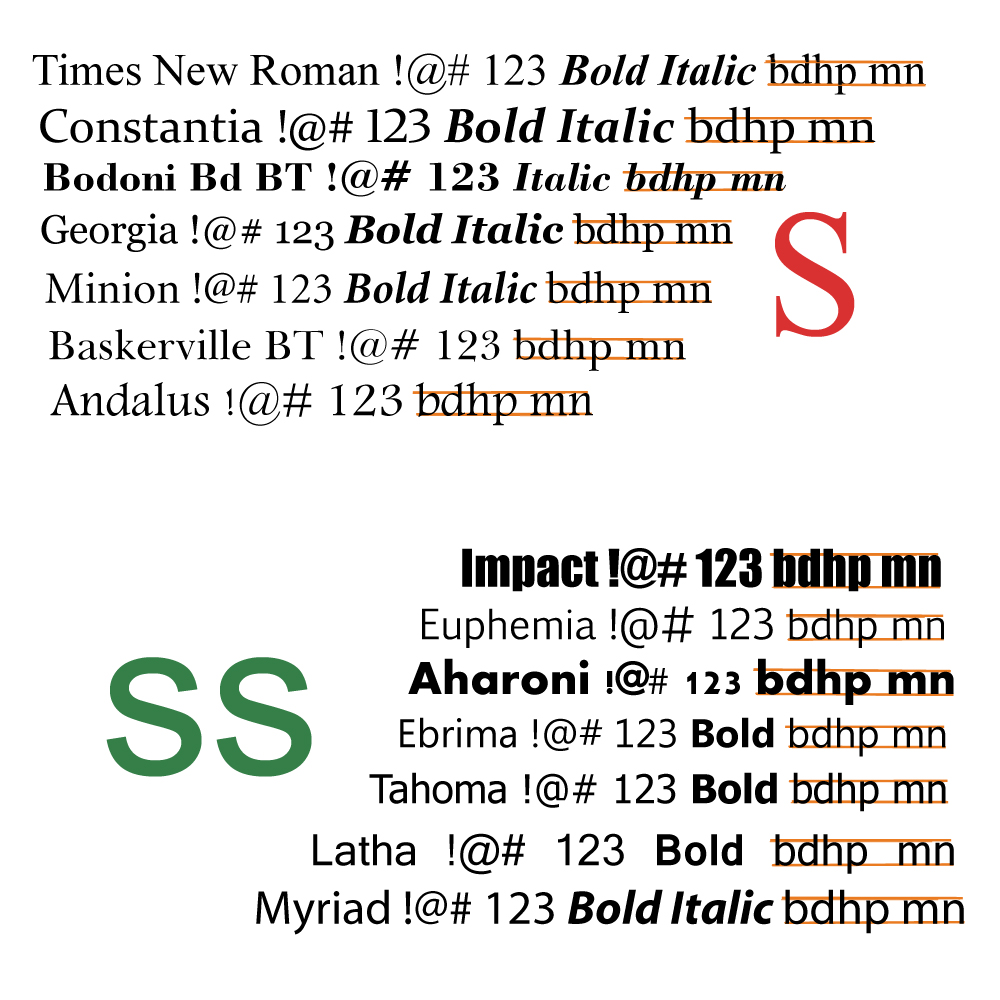 Times New Roman !@# 123 Bold Italic bdhp mn
Constantia !@# 123 Bold Italic bdhp mn
Bodoni Bd BT !@# 123 Italic bdhp mn
Georgia !@# 123 Bold Italic bdhp mn
Minion !@# 123 Bold Italic bdhp mn
Baskerville BT !@# 123 bdhp mn
Andalus !@# 123 bdhp mn
S
Impact !@# 123 bdhp mn
Euphemia !@# 123 bdhp mn
Aharoni !@# 123 bdhp mn
Ebrima !@# 123 Bold bdhp mn
Tahoma !@# 123 Bold bdhp mn
Latha !@# 123 Bold bdhp mn
Myriad !@# 123 Bold Italic bdhp mn
SS